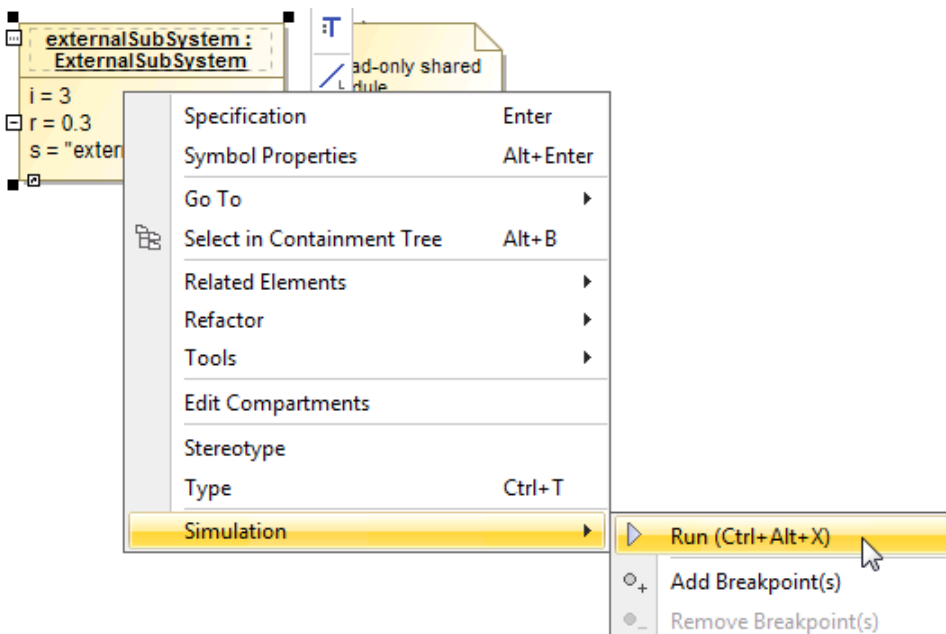 externalSubSystem :
ExternalSubSystem
i = 3
r = 0.3
s = "extern
:T
L
ad-only shared
dule
Specification Enter
Symbol Properties Alt+Enter
Go To
Select in Containment Tree Alt+B
Related Elements
Refactor
Tools
Edit Compartments
Stereotype
Type Ctrl+T
Simulation
Run (Ctrl+Alt+X)
Add Breakpoint(s)
Remove Breakpoint(s)